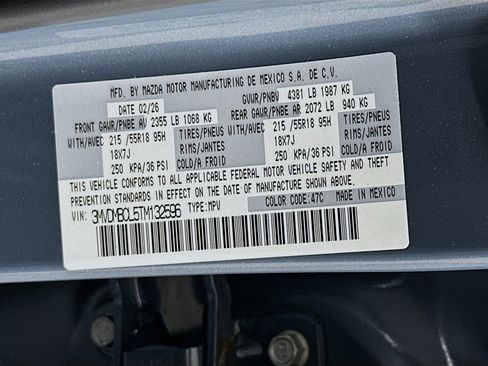 MFD. BY MAZDA MOTOR MANUFACTURING DE MEXICO S.A. DE C.V.
DATE 02/26 GVWR/PNBV 4381 LB 1987 KG
FRONT GAWR/PNBE AV 2355 LB 1068 KG REAR GAWR/PNBE AR 2072 LB 940 KG
WITH/AVEC 215 /55R18 95H TIRES/PNEUS WITH/AVEC 215 /55R18 95H TIRES/PNEUS
18X7J RIMS/JANTES 18X7J RIMS/JANTES
250 KPA/36 PSI COLD/A FROID 250 KPA/36 PSI COLD/A FROID
THIS VEHICLE CONFORMS TO ALL APPLICABLE FEDERAL MOTOR VEHICLE SAFETY AND THEFT PREVENTION
STANDARDS IN EFFECT ON THE DATE OF MANUFACTURE SHOWN ABOVE.
VIN: 3MVDMBCL5TM132596 TYPE: MPV COLOR CODE: 47C MADE IN MEXICO